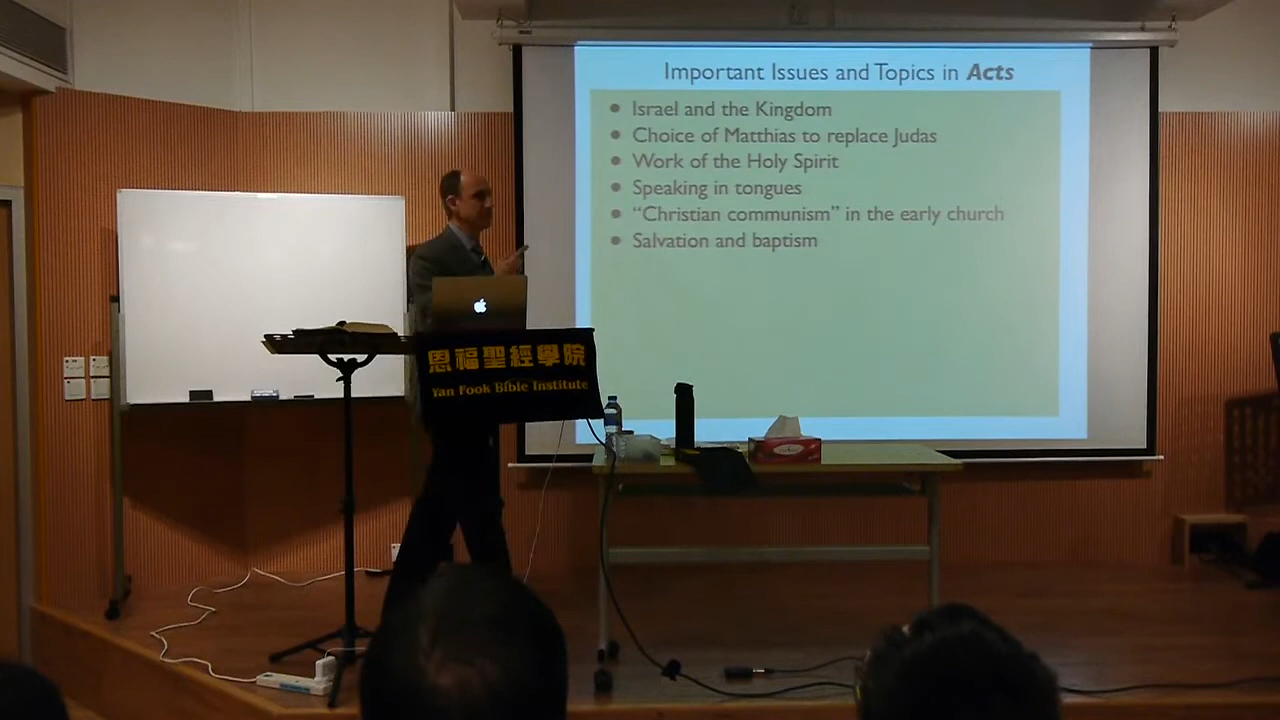 Important Issues and Topics in Acts
• Israel and the Kingdom
• Choice of Matthias to replace Judas
• Work of the Holy Spirit
• Speaking in tongues
• “Christian communism” in the early church
• Salvation and baptism
恩福聖經學院
Yan Fook Bible Institute